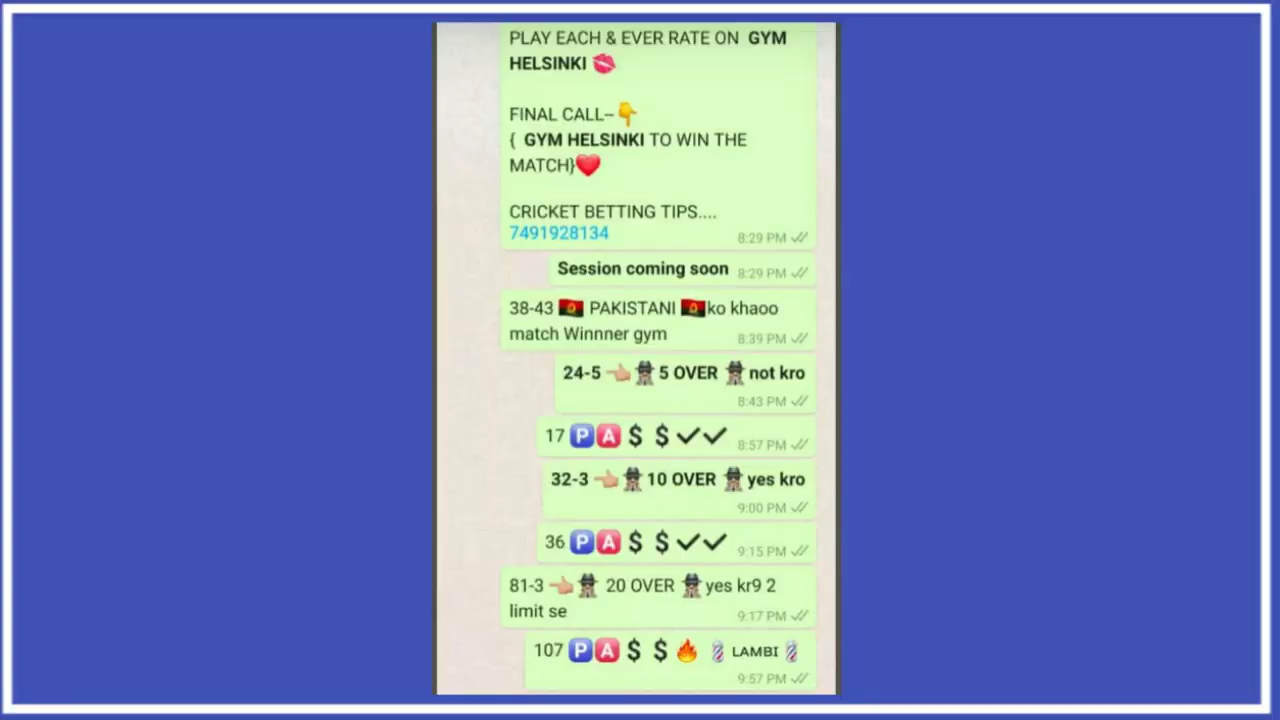 PLAY EACH & EVER RATE ON GYM
HELSINKI 💋
FINAL CALL–👇
{ GYM HELSINKI TO WIN THE
MATCH}❤️
CRICKET BETTING TIPS....
7491928134
8:29 PM
Session coming soon 8:29 PM
38-43 🇦🇴 PAKISTANI 🇦🇴ko khaoo
match Winnner gym
8:39 PM
24-5 👈🕵️5 OVER 🕵️not kro
8:43 PM
17 🅿️🅰️$ $✓✓ 8:57 PM
32-3 👈🕵️10 OVER 🕵️yes kro
9:00 PM
36 🅿️🅰️$ $✓✓ 9:15 PM
81-3 👈🕵️ 20 OVER 🕵️yes kr9 2
limit se
9:17 PM
107 🅿️🅰️$ $🔥 💈 ʟᴀᴍʙɪ 💈
9:57 PM